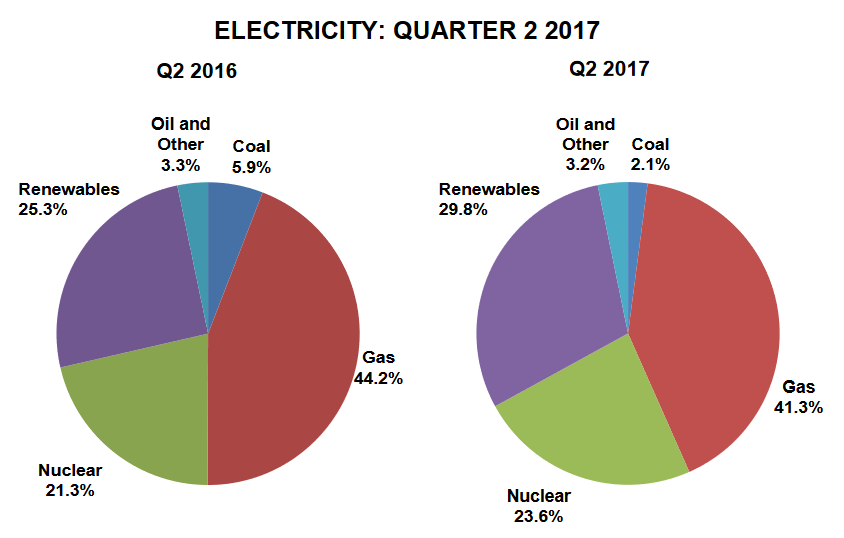 ELECTRICITY: QUARTER 2 2017
Q2 2016
Oil and
Other
3.3%
Coal
5.9%
Renewables
25.3%
Gas
44.2%
Nuclear
21.3%
Q2 2017
Oil and
Other
3.2%
Coal
2.1%
Renewables
29.8%
Gas
41.3%
Nuclear
23.6%